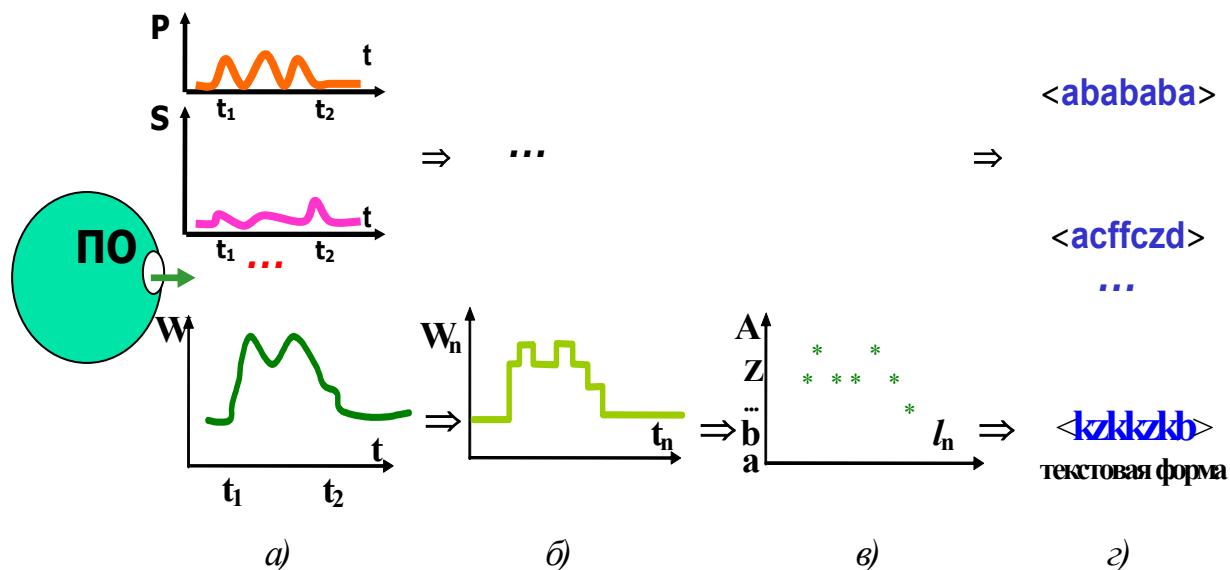 P
t
t₁ t₂
<abababa>
S
⇒ ... ⇒
t
t₁ t₂
<acffczd>
ПО
...
...
W
Wₙ
A
* *
Z
* * * *
...
*
⇒ tₙ ⇒ b lₙ ⇒ <kzkkzkb>
t
a
текстовая форма
t₁ t₂
а) б) в) г)